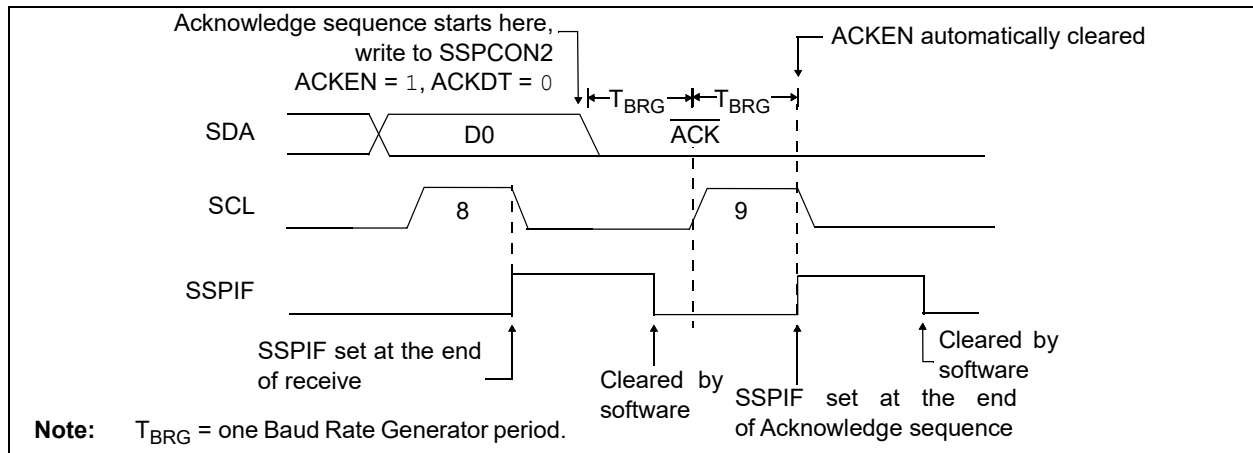 Acknowledge sequence starts here,
write to SSPCON2
ACKEN = 1, ACKDT = 0
ACKEN automatically cleared
TBRG
TBRG
SDA
D0
ACK
SCL
8
9
SSPIF
SSPIF set at the end
of receive
Cleared by
software
SSPIF set at the end
of Acknowledge sequence
Cleared by
software
Note: TBRG = one Baud Rate Generator period.